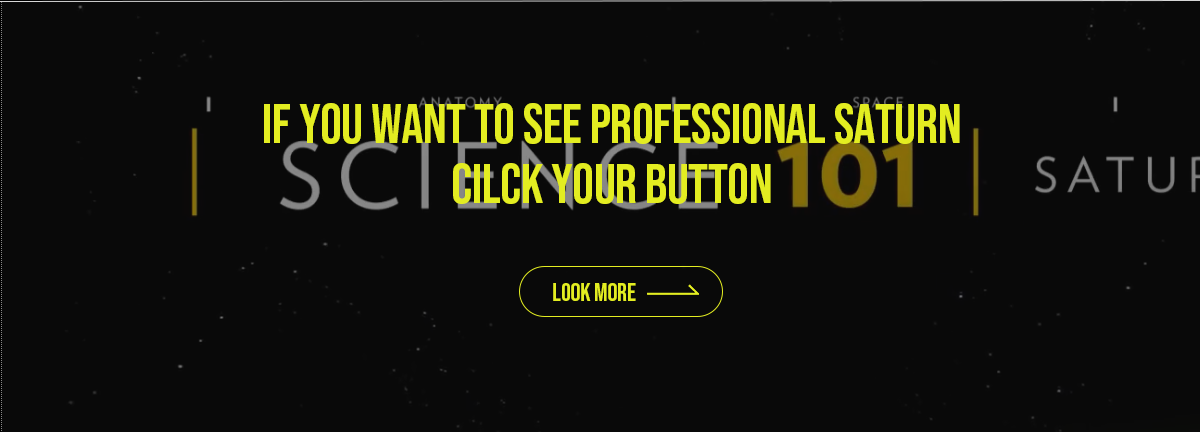 ANATOMY
SPACE
IF YOU WANT TO SEE PROFESSIONAL SATURN
SCIENCE 101
CILCK YOUR BUTTON
SATUR
LOOK MORE